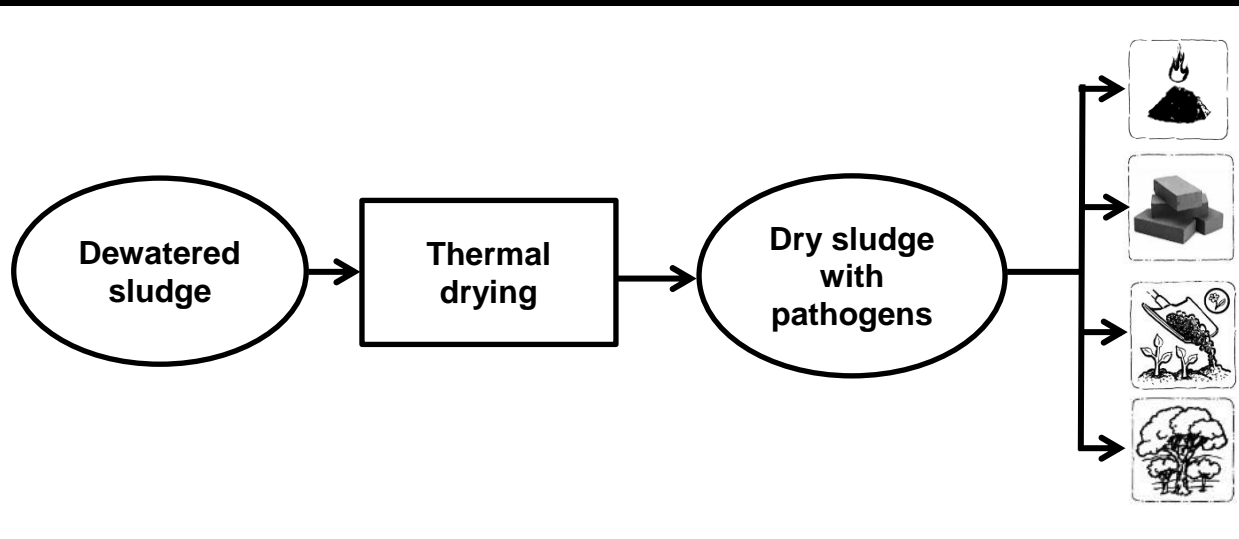 Dewatered
sludge
Thermal
drying
Dry sludge
with
pathogens